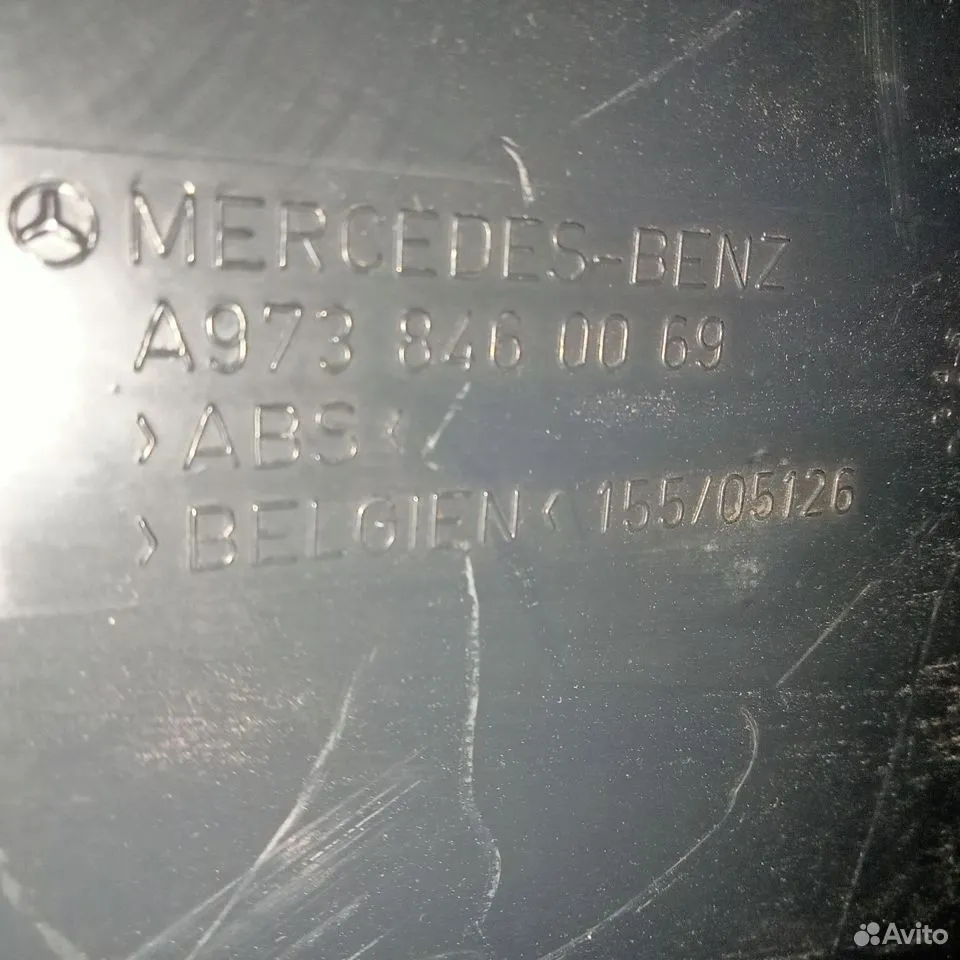 MERCEDES-BENZ
A973 846 00 69
>ABS<
>BELGIEN< 155/05126
Avito